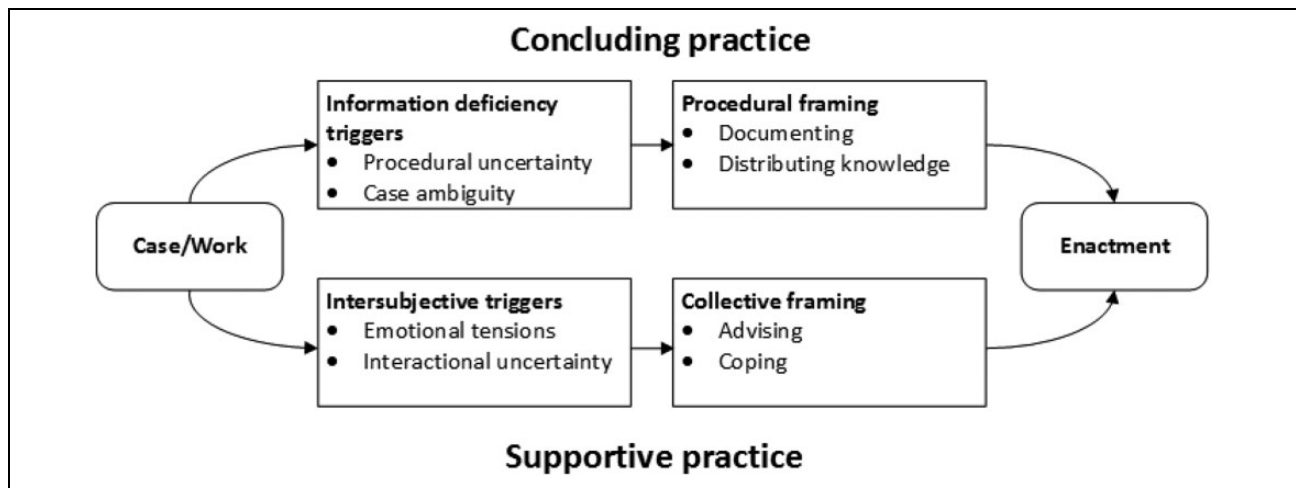 Concluding practice
Information deficiency
triggers
● Procedural uncertainty
● Case ambiguity
Procedural framing
● Documenting
● Distributing knowledge
Case/Work
Enactment
Intersubjective triggers
● Emotional tensions
● Interactional uncertainty
Collective framing
● Advising
● Coping
Supportive practice